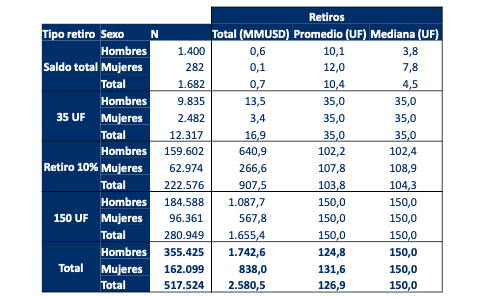 Retiros
Tipo retiro Sexo N Total (MMUSD) Promedio (UF) Mediana (UF)
Saldo total Hombres 1.400 0,6 10,1 3,8
Mujeres 282 0,1 12,0 7,8
Total 1.682 0,7 10,4 4,5
35 UF Hombres 9.835 13,5 35,0 35,0
Mujeres 2.482 3,4 35,0 35,0
Total 12.317 16,9 35,0 35,0
Retiro 10% Hombres 159.602 640,9 102,2 102,4
Mujeres 62.974 266,6 107,8 108,9
Total 222.576 907,5 103,8 104,3
150 UF Hombres 184.588 1.087,7 150,0 150,0
Mujeres 96.361 567,8 150,0 150,0
Total 280.949 1.655,4 150,0 150,0
Total Hombres 355.425 1.742,6 124,8 150,0
Mujeres 162.099 838,0 131,6 150,0
Total 517.524 2.580,5 126,9 150,0